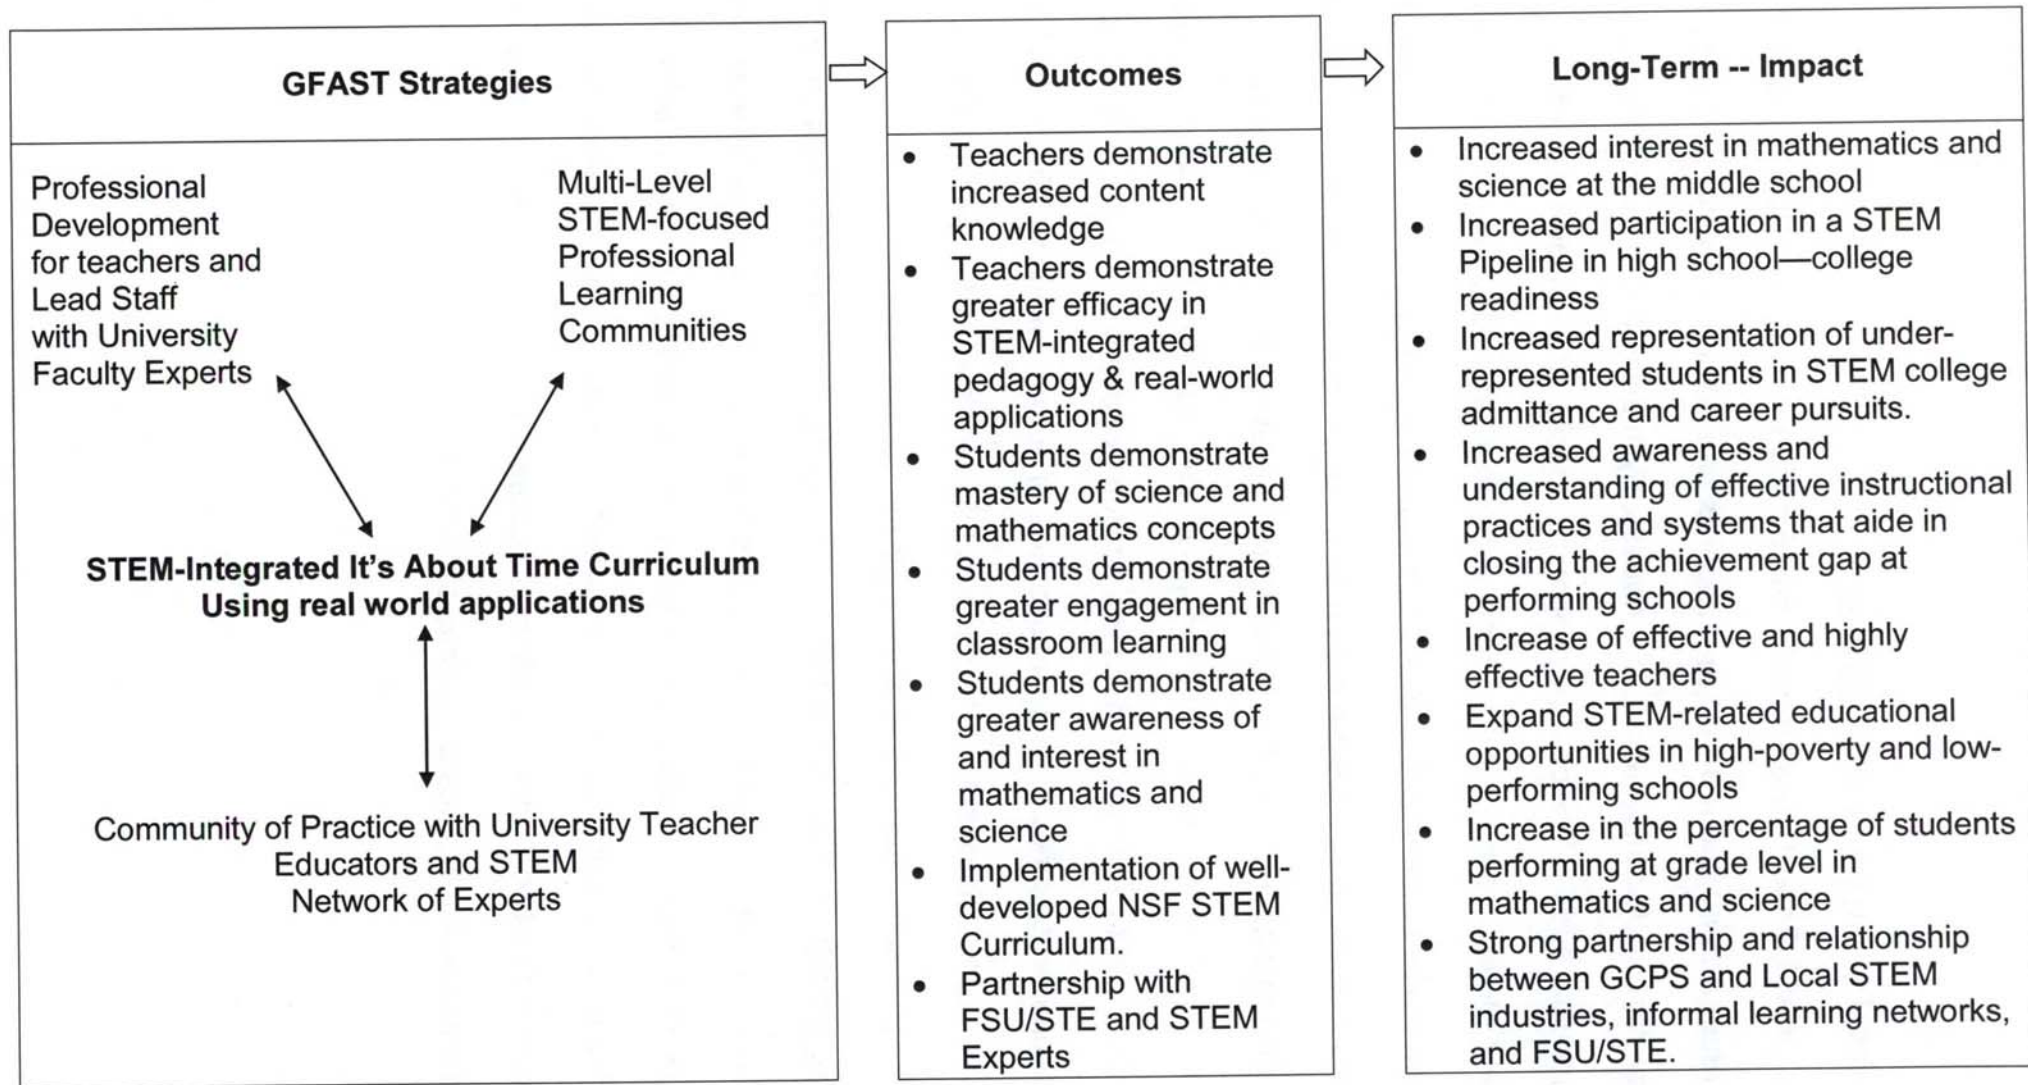 GFAST Strategies
Professional
Development
for teachers and
Lead Staff
with University
Faculty Experts
Multi-Level
STEM-focused
Professional
Learning
Communities
STEM-Integrated It's About Time Curriculum
Using real world applications
Community of Practice with University Teacher
Educators and STEM
Network of Experts
Outcomes
• Teachers demonstrate
increased content
knowledge
• Teachers demonstrate
greater efficacy in
STEM-integrated
pedagogy & real-world
applications
• Students demonstrate
mastery of science and
mathematics concepts
• Students demonstrate
greater engagement in
classroom learning
• Students demonstrate
greater awareness of
and interest in
mathematics and
science
• Implementation of well-
developed NSF STEM
Curriculum.
• Partnership with
FSU/STE and STEM
Experts
Long-Term -- Impact
• Increased interest in mathematics and
science at the middle school
• Increased participation in a STEM
Pipeline in high school—college
readiness
• Increased representation of under-
represented students in STEM college
admittance and career pursuits.
• Increased awareness and
understanding of effective instructional
practices and systems that aide in
closing the achievement gap at
performing schools
• Increase of effective and highly
effective teachers
• Expand STEM-related educational
opportunities in high-poverty and low-
performing schools
• Increase in the percentage of students
performing at grade level in
mathematics and science
• Strong partnership and relationship
between GCPS and Local STEM
industries, informal learning networks,
and FSU/STE.